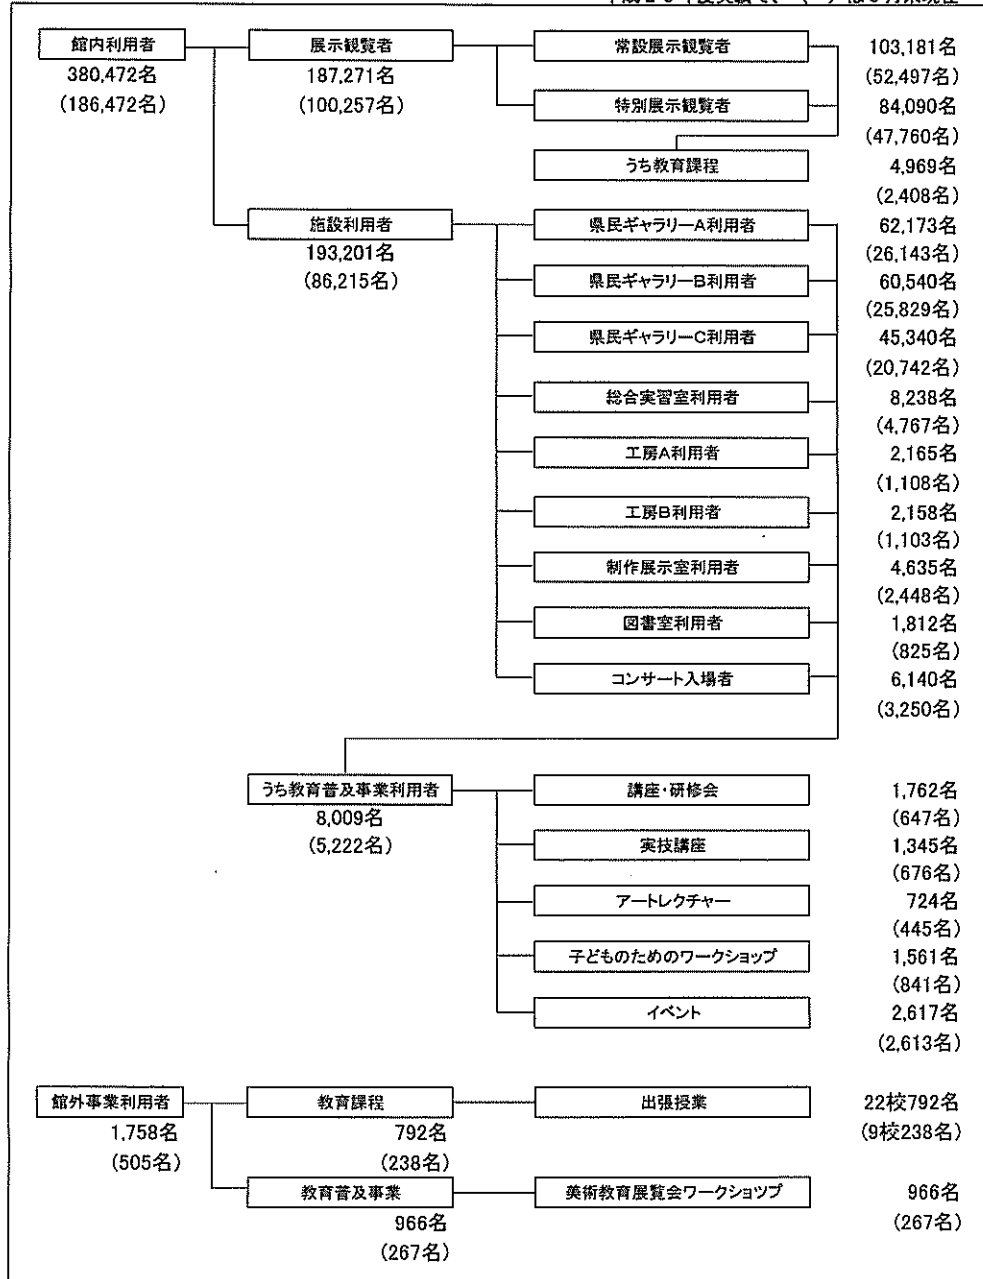 館内利用者 展示観覧者 常設展示観覧者 103,181名
380,472名 187,271名 (52,497名)
(186,472名) (100,257名) 特別展示観覧者 84,090名
(47,760名)
うち教育課程 4,969名
(2,408名)
施設利用者 県民ギャラリーA利用者 62,173名
193,201名 (26,143名)
(86,215名) 県民ギャラリーB利用者 60,540名
(25,829名)
県民ギャラリーC利用者 45,340名
(20,742名)
総合実習室利用者 8,238名
(4,767名)
工房A利用者 2,165名
(1,108名)
工房B利用者 2,158名
(1,103名)
制作展示室利用者 4,635名
(2,448名)
図書室利用者 1,812名
(825名)
コンサート入場者 6,140名
(3,250名)
うち教育普及事業利用者 講座・研修会 1,762名
8,009名 (647名)
(5,222名) 実技講座 1,345名
(676名)
アートレクチャー 724名
(445名)
子どものためのワークショップ 1,561名
(841名)
イベント 2,617名
(2,613名)
館外事業利用者 教育課程 出張授業 22校792名
1,758名 792名 (9校238名)
(505名) (238名)
教育普及事業 美術教育展覧会ワークショツプ 966名
966名 (267名)
(267名)